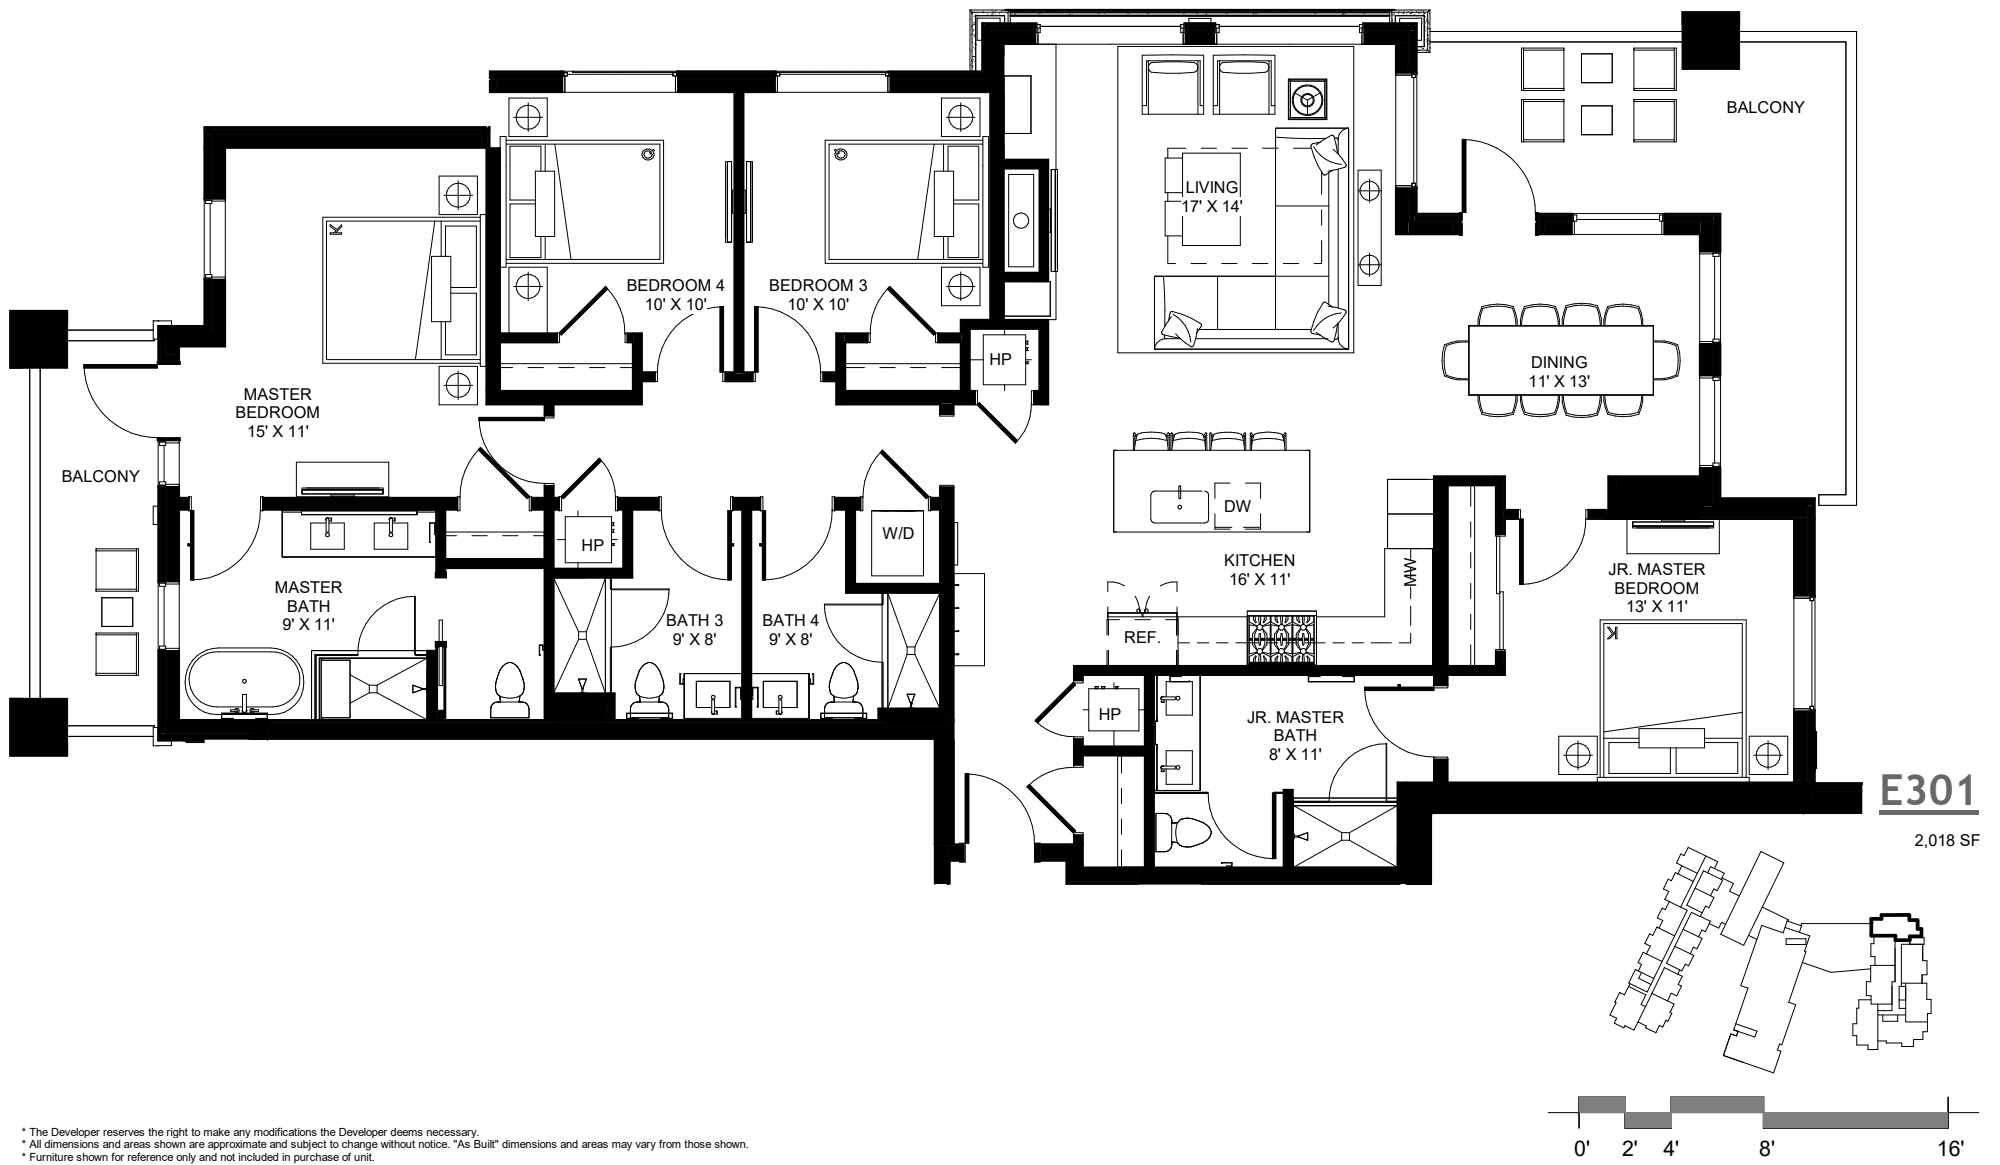 BALCONY
LIVING
17' X 14'
BEDROOM 4
10' X 10'
BEDROOM 3
10' X 10'
HP
DINING
11' X 13'
MASTER
BEDROOM
15' X 11'
K
Q
Q
BALCONY
DW
W/D
HP
KITCHEN
16' X 11'
MW
JR. MASTER
BEDROOM
13' X 11'
K
MASTER
BATH
9' X 11'
BATH 3
9' X 8'
BATH 4
9' X 8'
REF.
HP
JR. MASTER
BATH
8' X 11'
E301
2,018 SF
0' 2' 4' 8' 16'
* The Developer reserves the right to make any modifications the Developer deems necessary.
* All dimensions and areas shown are approximate and subject to change without notice. "As Built" dimensions and areas may vary from those shown.
* Furniture shown for reference only and not included in purchase of unit.